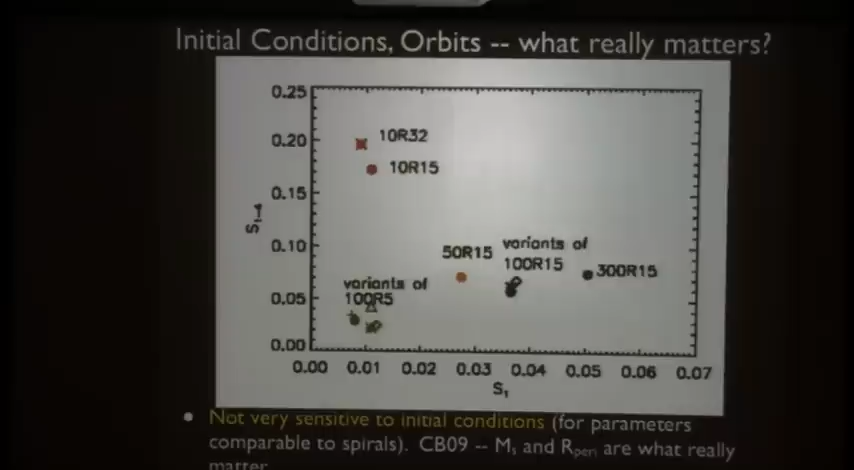 Initial Conditions, Orbits -- what really matters?
0.25
0.20
0.15
0.10
0.05
0.00
S1-4
10R32
10R15
50R15
variants of
100R15
300R15
variants of
100R5
0.00 0.01 0.02 0.03 0.04 0.05 0.06 0.07
S1
• Not very sensitive to initial conditions (for parameters
comparable to spirals). CB09 -- Ms and Rperi are what really
matter